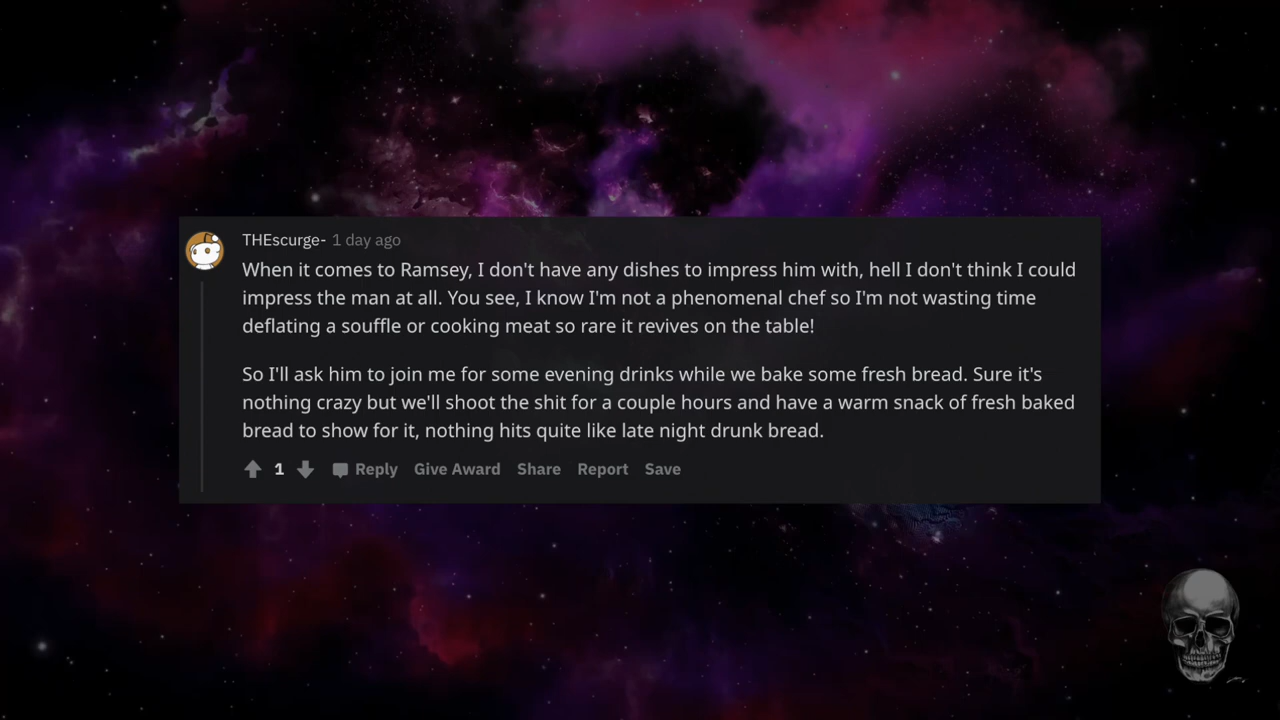 THEscurge- 1 day ago
When it comes to Ramsey, I don't have any dishes to impress him with, hell I don't think I could
impress the man at all. You see, I know I'm not a phenomenal chef so I'm not wasting time
deflating a souffle or cooking meat so rare it revives on the table!
So I'll ask him to join me for some evening drinks while we bake some fresh bread. Sure it's
nothing crazy but we'll shoot the shit for a couple hours and have a warm snack of fresh baked
bread to show for it, nothing hits quite like late night drunk bread.
1 Reply Give Award Share Report Save